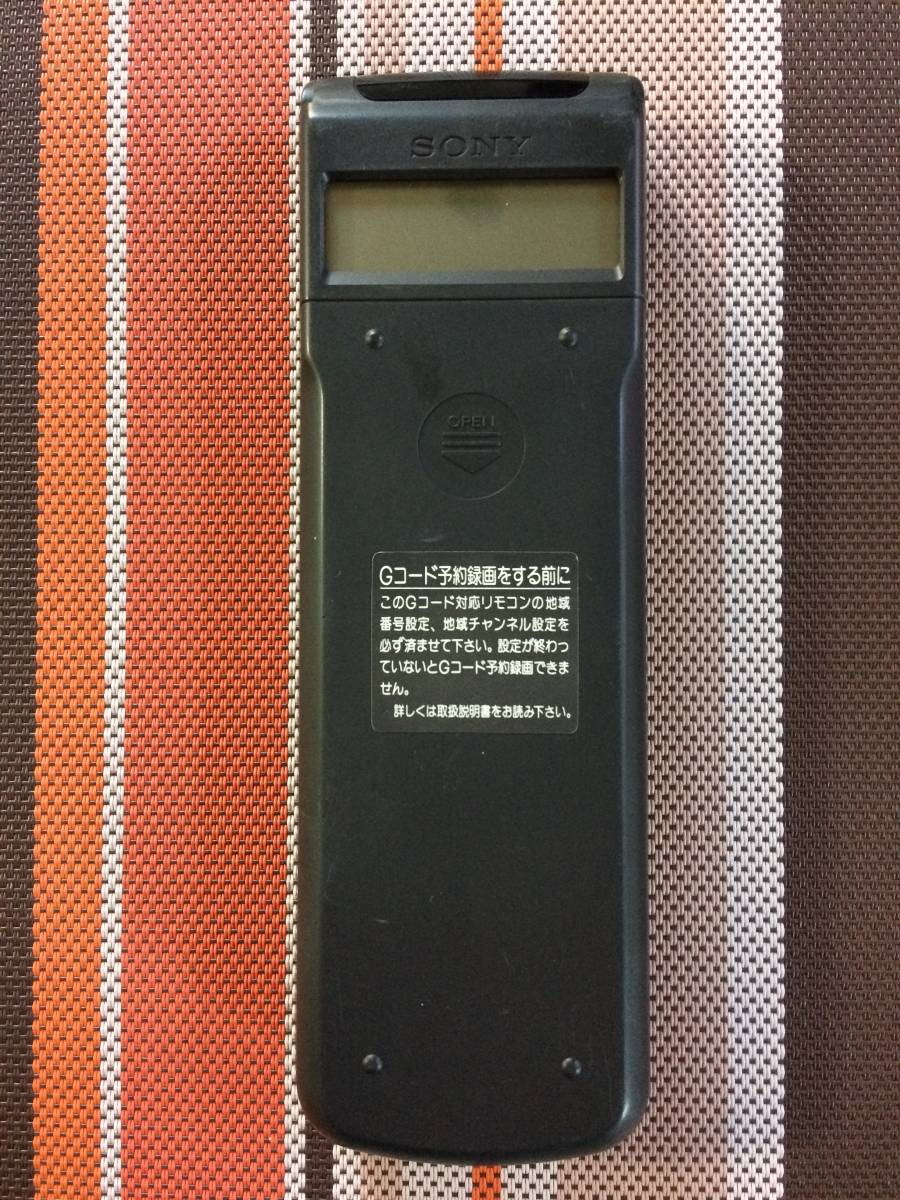 SONY
OPEN
Gコード予約録画をする前に
このGコード対応リモコンの地域
番号設定、地域チャンネル設定を
必ず済ませて下さい。設定が終わっ
ていないとGコード予約録画できま
せん。
詳しくは取扱説明書をお読み下さい。